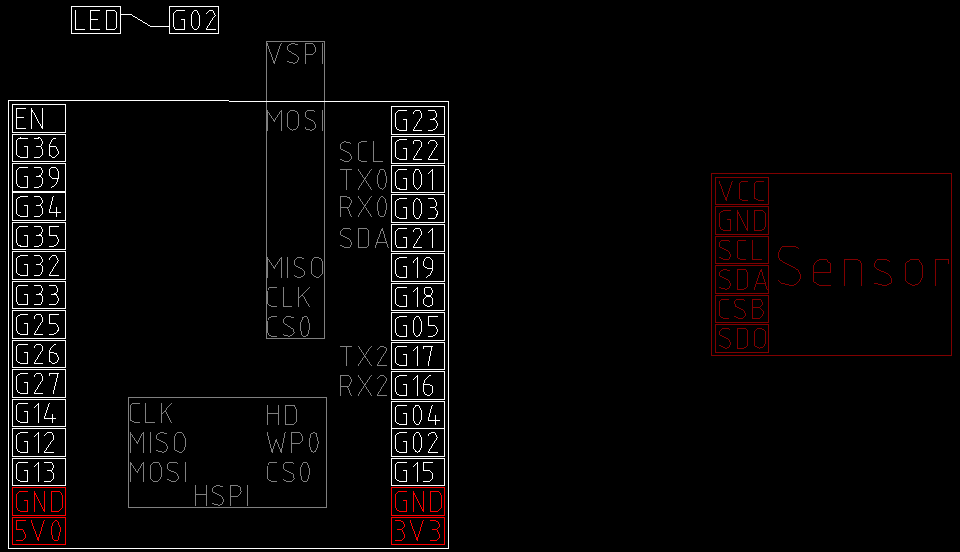 LED G02
VSPI
EN MOSI G23
G36 SCL G22
G39 TX0 G01
G34 RX0 G03
G35 SDA G21
G32 MISO G19
G33 CLK G18
G25 CS0 G05
G26 TX2 G17
G27 RX2 G16
G14 CLK HD G04
G12 MISO WP0 G02
G13 MOSI CS0 G15
HSPI
GND GND
5V0 3V3
VCC
GND
SCL
SDA
CSB
SDO
Sensor